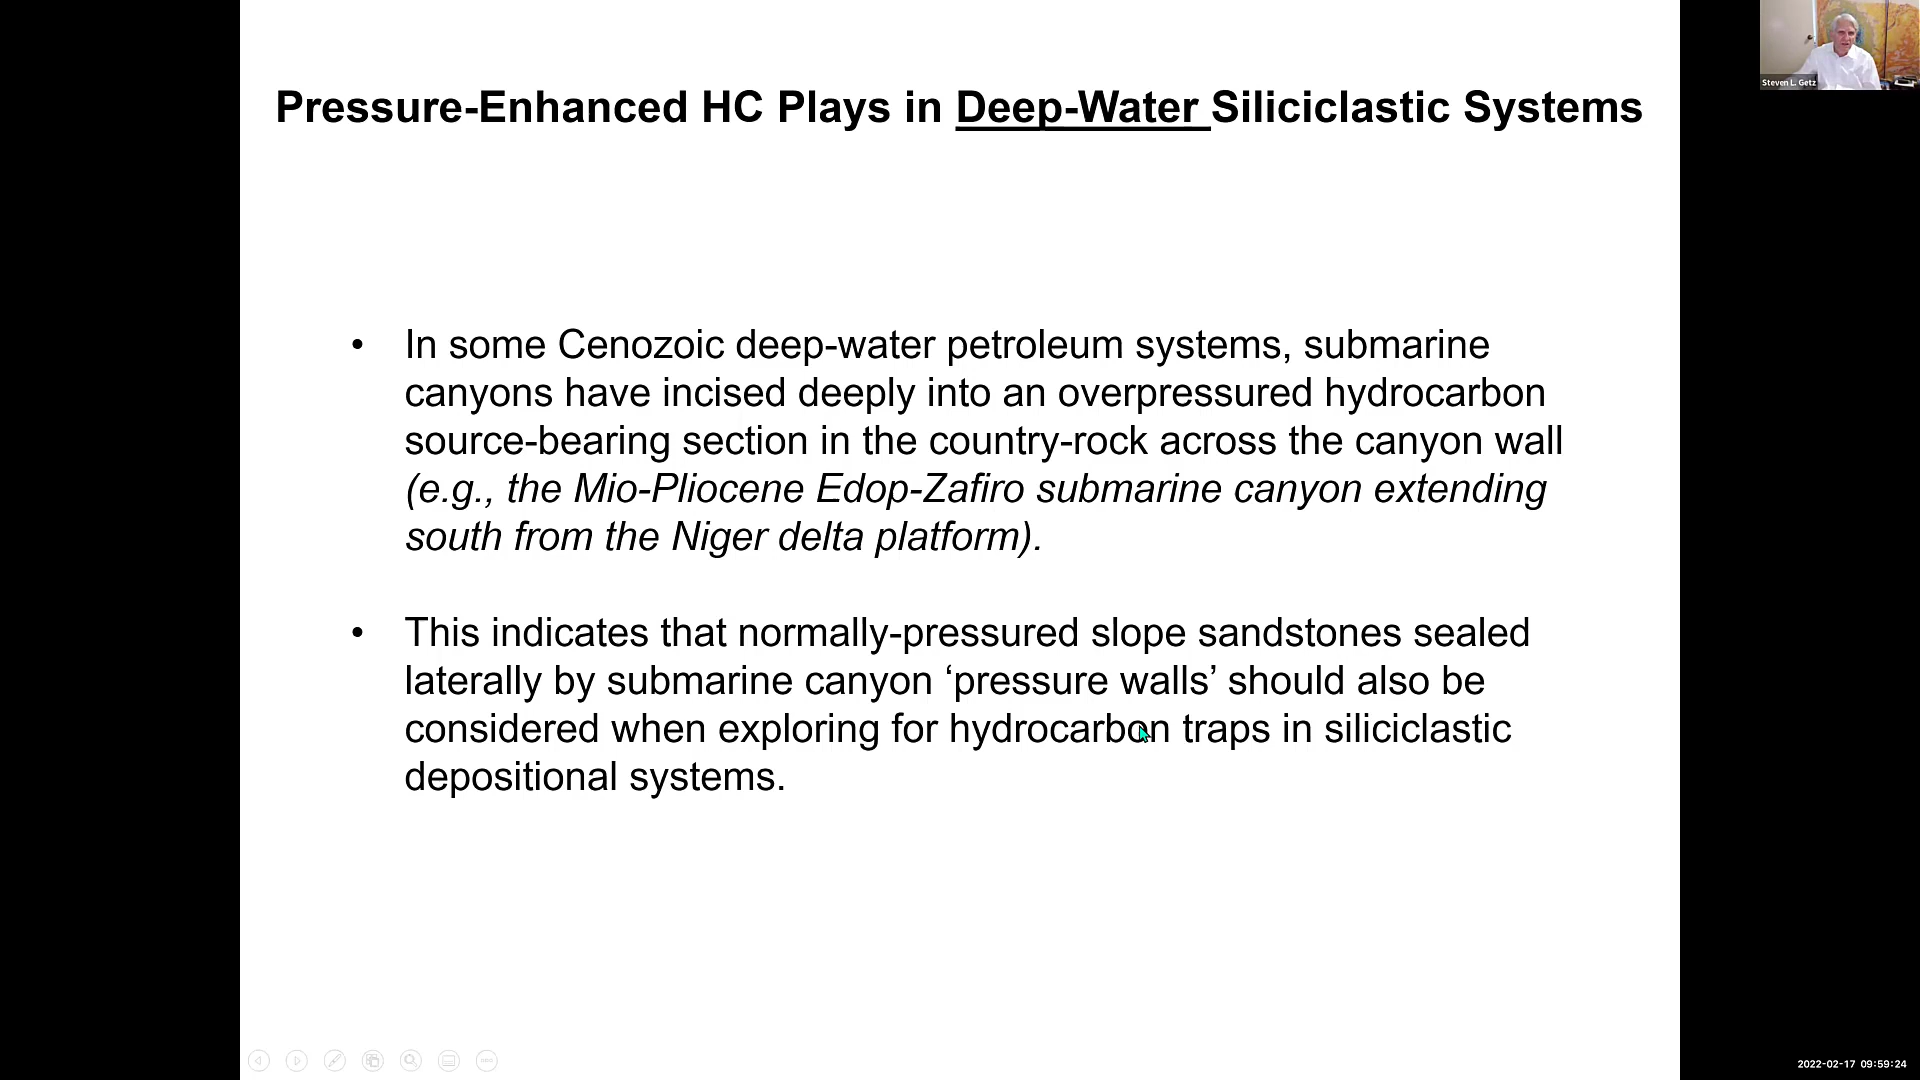 Pressure-Enhanced HC Plays in Deep-Water Siliciclastic Systems
Steven L. Getz
• In some Cenozoic deep-water petroleum systems, submarine
canyons have incised deeply into an overpressured hydrocarbon
source-bearing section in the country-rock across the canyon wall
(e.g., the Mio-Pliocene Edop-Zafiro submarine canyon extending
south from the Niger delta platform).
• This indicates that normally-pressured slope sandstones sealed
laterally by submarine canyon ‘pressure walls’ should also be
considered when exploring for hydrocarbon traps in siliciclastic
depositional systems.
2022-02-17 09:59:24